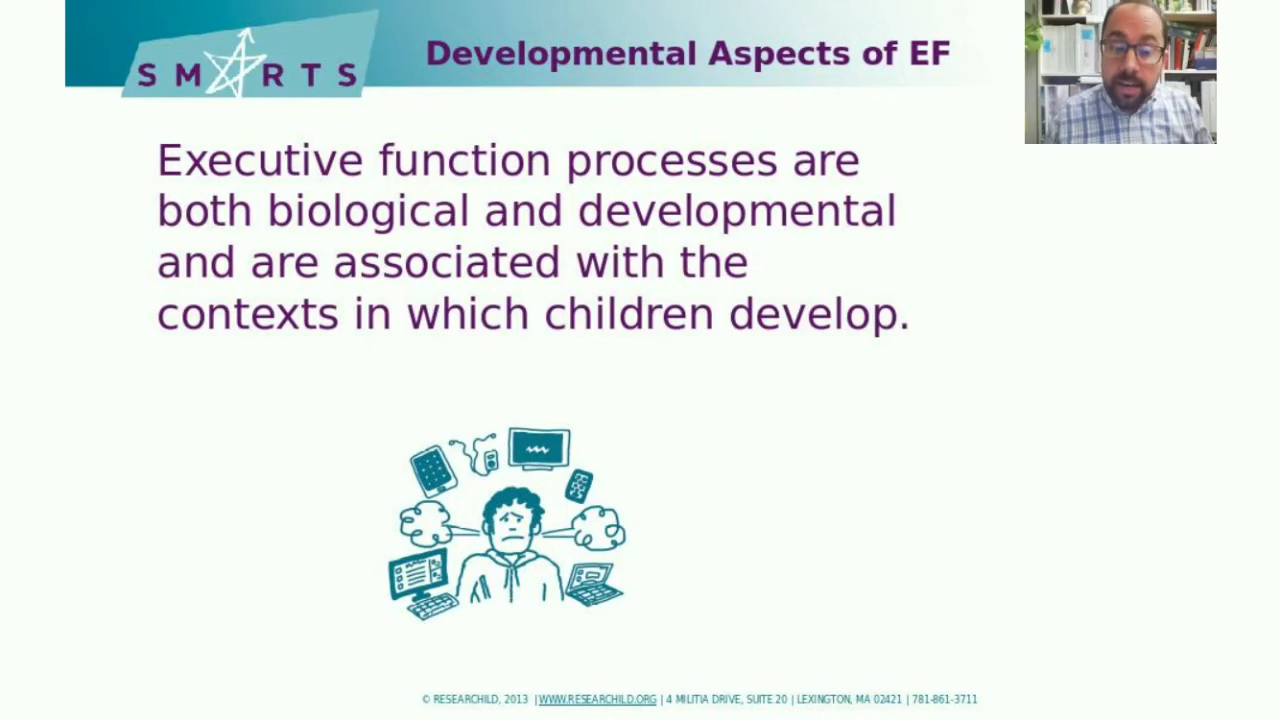 SMARTS
Developmental Aspects of EF
Executive function processes are
both biological and developmental
and are associated with the
contexts in which children develop.
© RESEARCHILD, 2013 | WWW.RESEARCHILD.ORG | 4 MILITIA DRIVE, SUITE 20 | LEXINGTON, MA 02421 | 781-861-3711